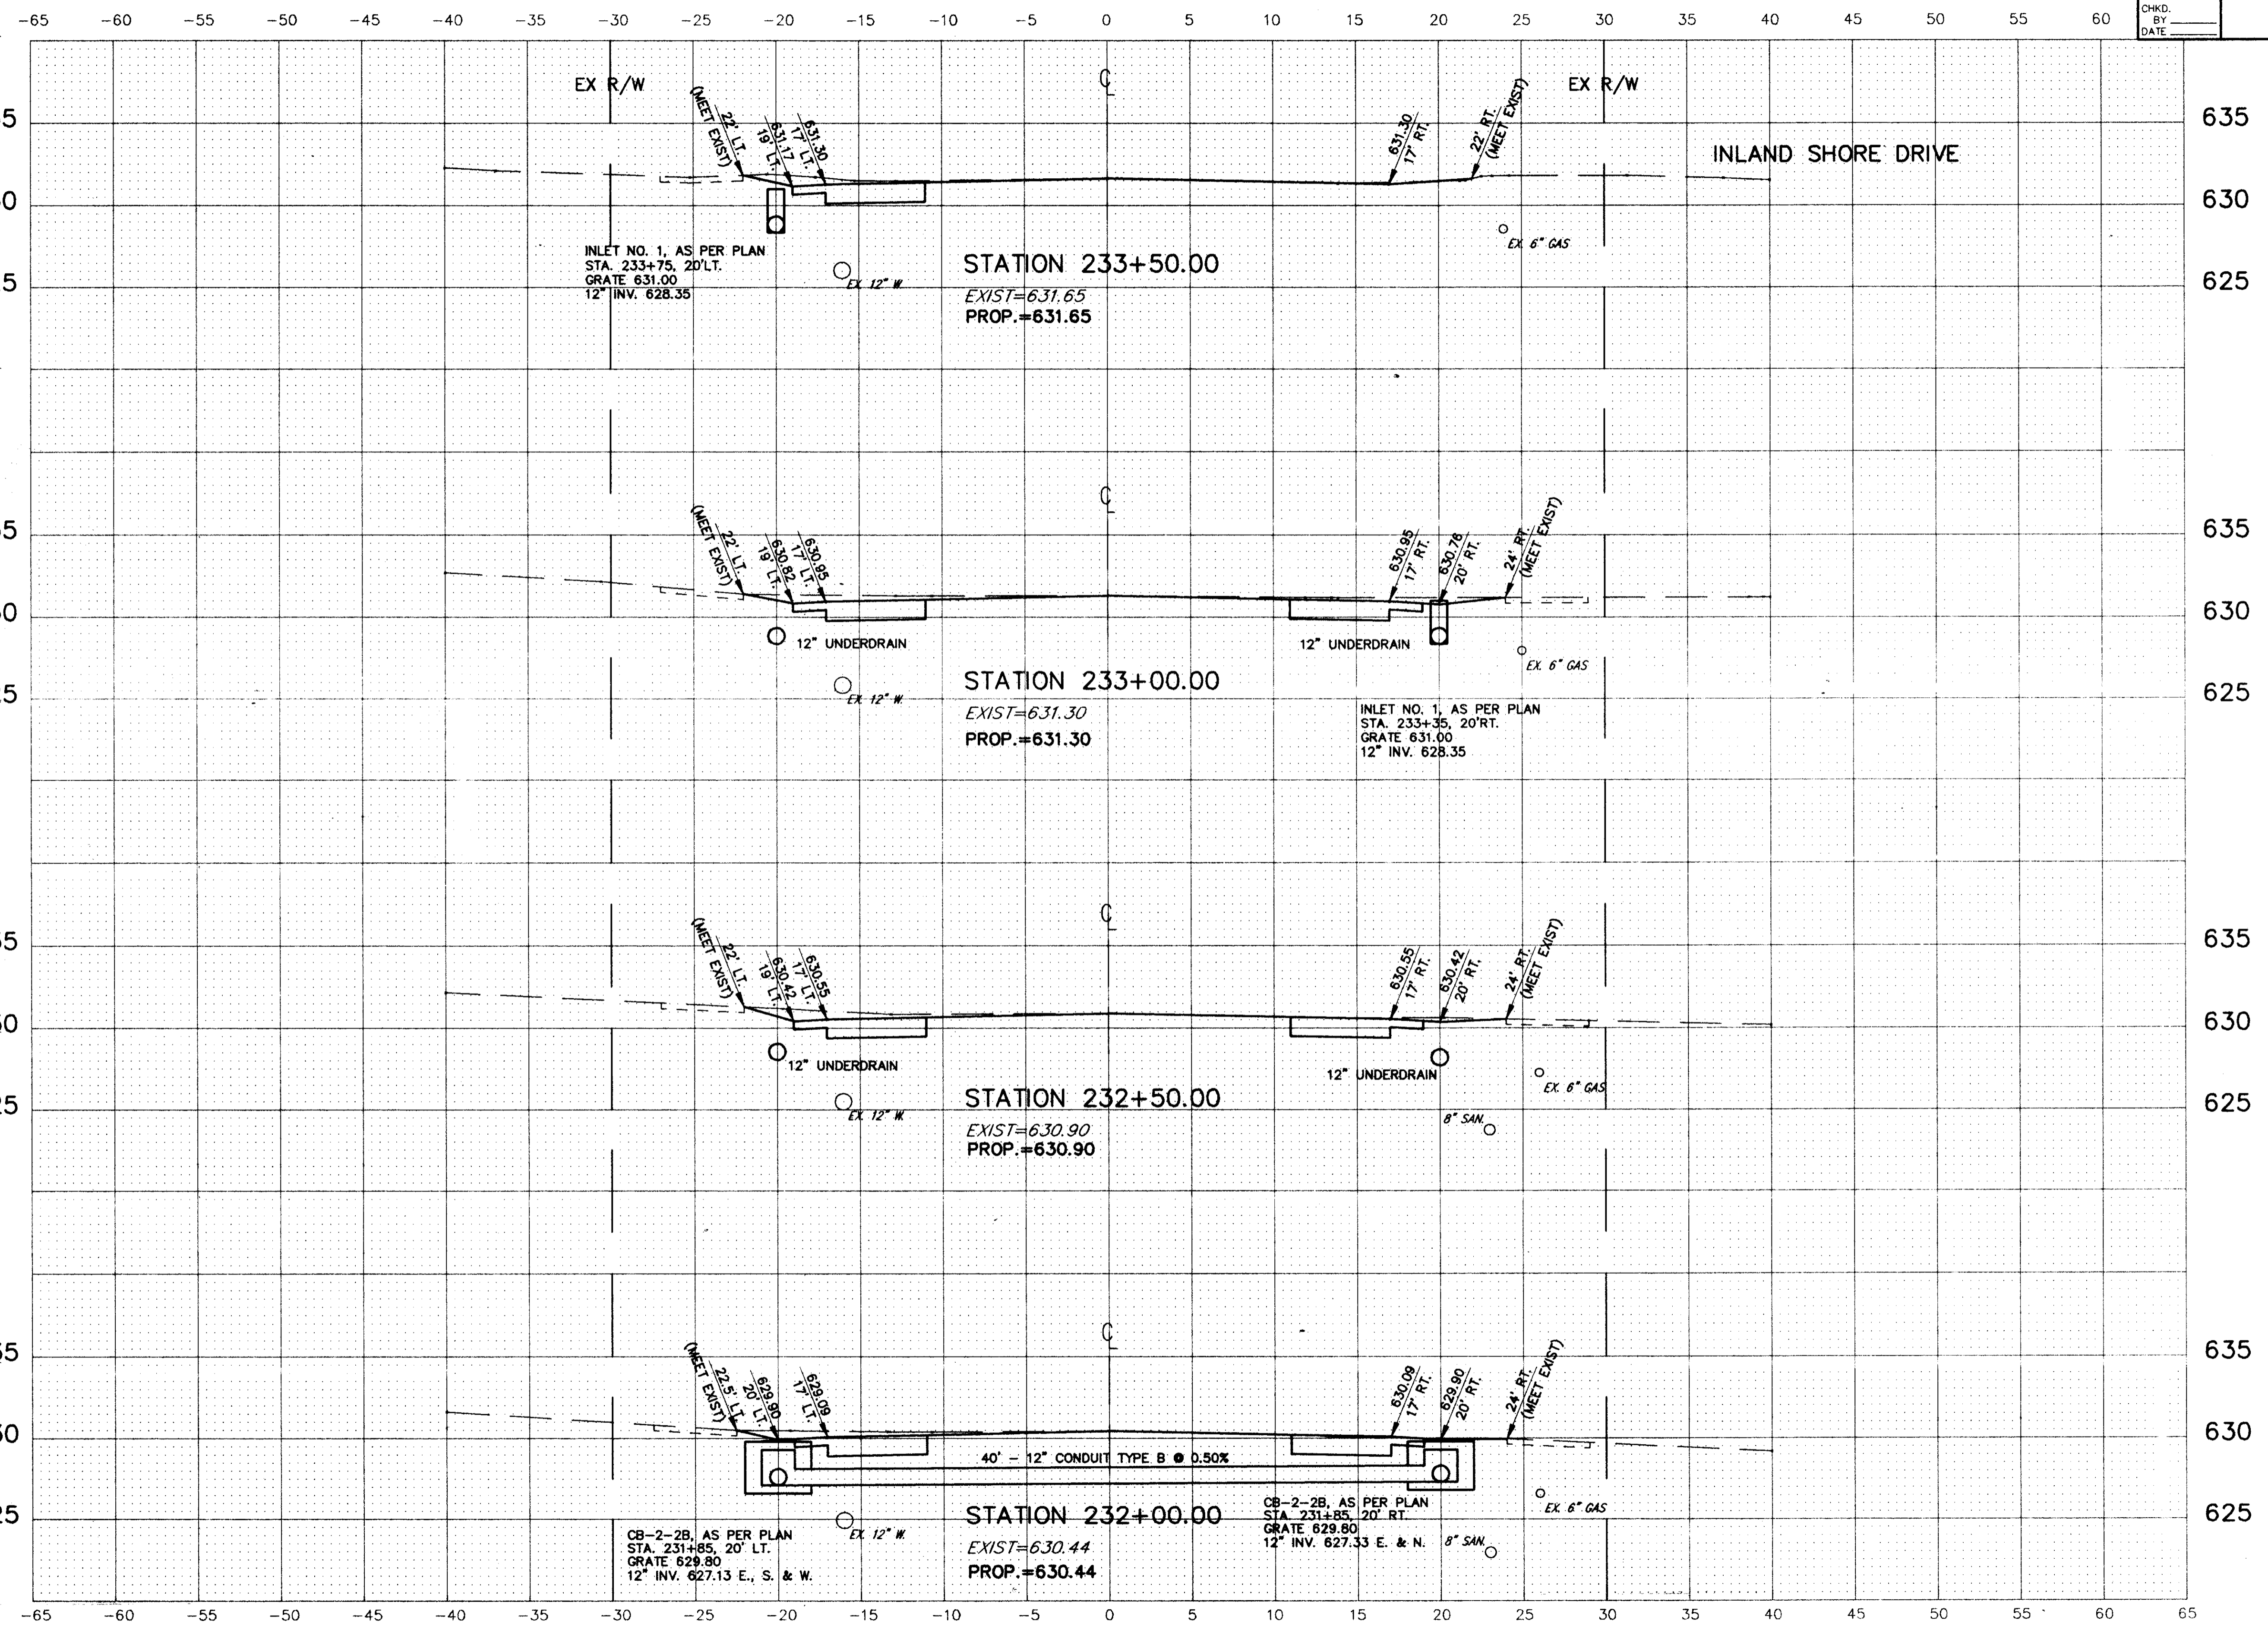 -65 -60 -55 -50 -45 -40 -35 -30 -25 -20 -15 -10 -5 0 5 10 15 20 25 30 35 40 45 50 55 60
CHKD.
BY
DATE
EX R/W
EX R/W
22' LT.
(MEET EXIST)
631.17
19' LT.
631.30
17' LT.
631.30
17' RT.
22' RT.
(MEET EXIST)
635
INLAND SHORE DRIVE
630
INLET NO. 1, AS PER PLAN
STA. 233+75, 20'LT.
GRATE 631.00
12" INV. 628.35
EX. 12" W.
STATION 233+50.00
EXIST=631.65
PROP.=631.65
EX. 6" GAS
625
22' LT.
(MEET EXIST)
630.82
19' LT.
630.95
17' LT.
630.95
17' RT.
630.76
20' RT.
24' RT.
(MEET EXIST)
635
630
12" UNDERDRAIN
12" UNDERDRAIN
EX. 6" GAS
EX. 12" W.
STATION 233+00.00
EXIST=631.30
PROP.=631.30
625
INLET NO. 1, AS PER PLAN
STA. 233+35, 20'RT.
GRATE 631.00
12" INV. 628.35
22' LT.
(MEET EXIST)
630.42
19' LT.
630.55
17' LT.
630.55
17' RT.
630.42
20' RT.
24' RT.
(MEET EXIST)
635
630
12" UNDERDRAIN
12" UNDERDRAIN
EX. 6" GAS
EX. 12" W.
STATION 232+50.00
EXIST=630.90
PROP.=630.90
8" SAN.
625
22.5' LT.
(MEET EXIST)
629.90
20' LT.
629.09
17' LT.
630.09
17' RT.
629.90
20' RT.
24' RT.
(MEET EXIST)
635
630
40' - 12" CONDUIT TYPE B @ 0.50%
CB-2-2B, AS PER PLAN
STA. 231+85, 20' LT.
GRATE 629.80
12" INV. 627.13 E., S. & W.
EX. 12" W.
STATION 232+00.00
EXIST=630.44
PROP.=630.44
CB-2-2B, AS PER PLAN
STA. 231+85, 20' RT.
GRATE 629.80
12" INV. 627.33 E. & N.
8" SAN.
EX. 6" GAS
625
-65 -60 -55 -50 -45 -40 -35 -30 -25 -20 -15 -10 -5 0 5 10 15 20 25 30 35 40 45 50 55 60 65